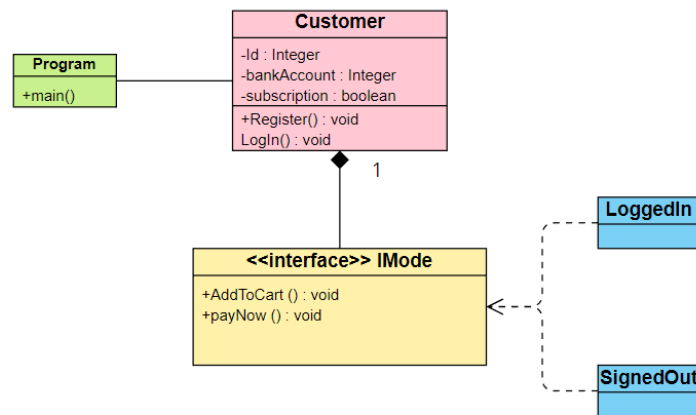 Customer
-Id : Integer
-bankAccount : Integer
-subscription : boolean
+Register() : void
LogIn() : void
Program
+main()
1
<<interface>> IMode
+AddToCart () : void
+payNow () : void
LoggedIn
SignedOut